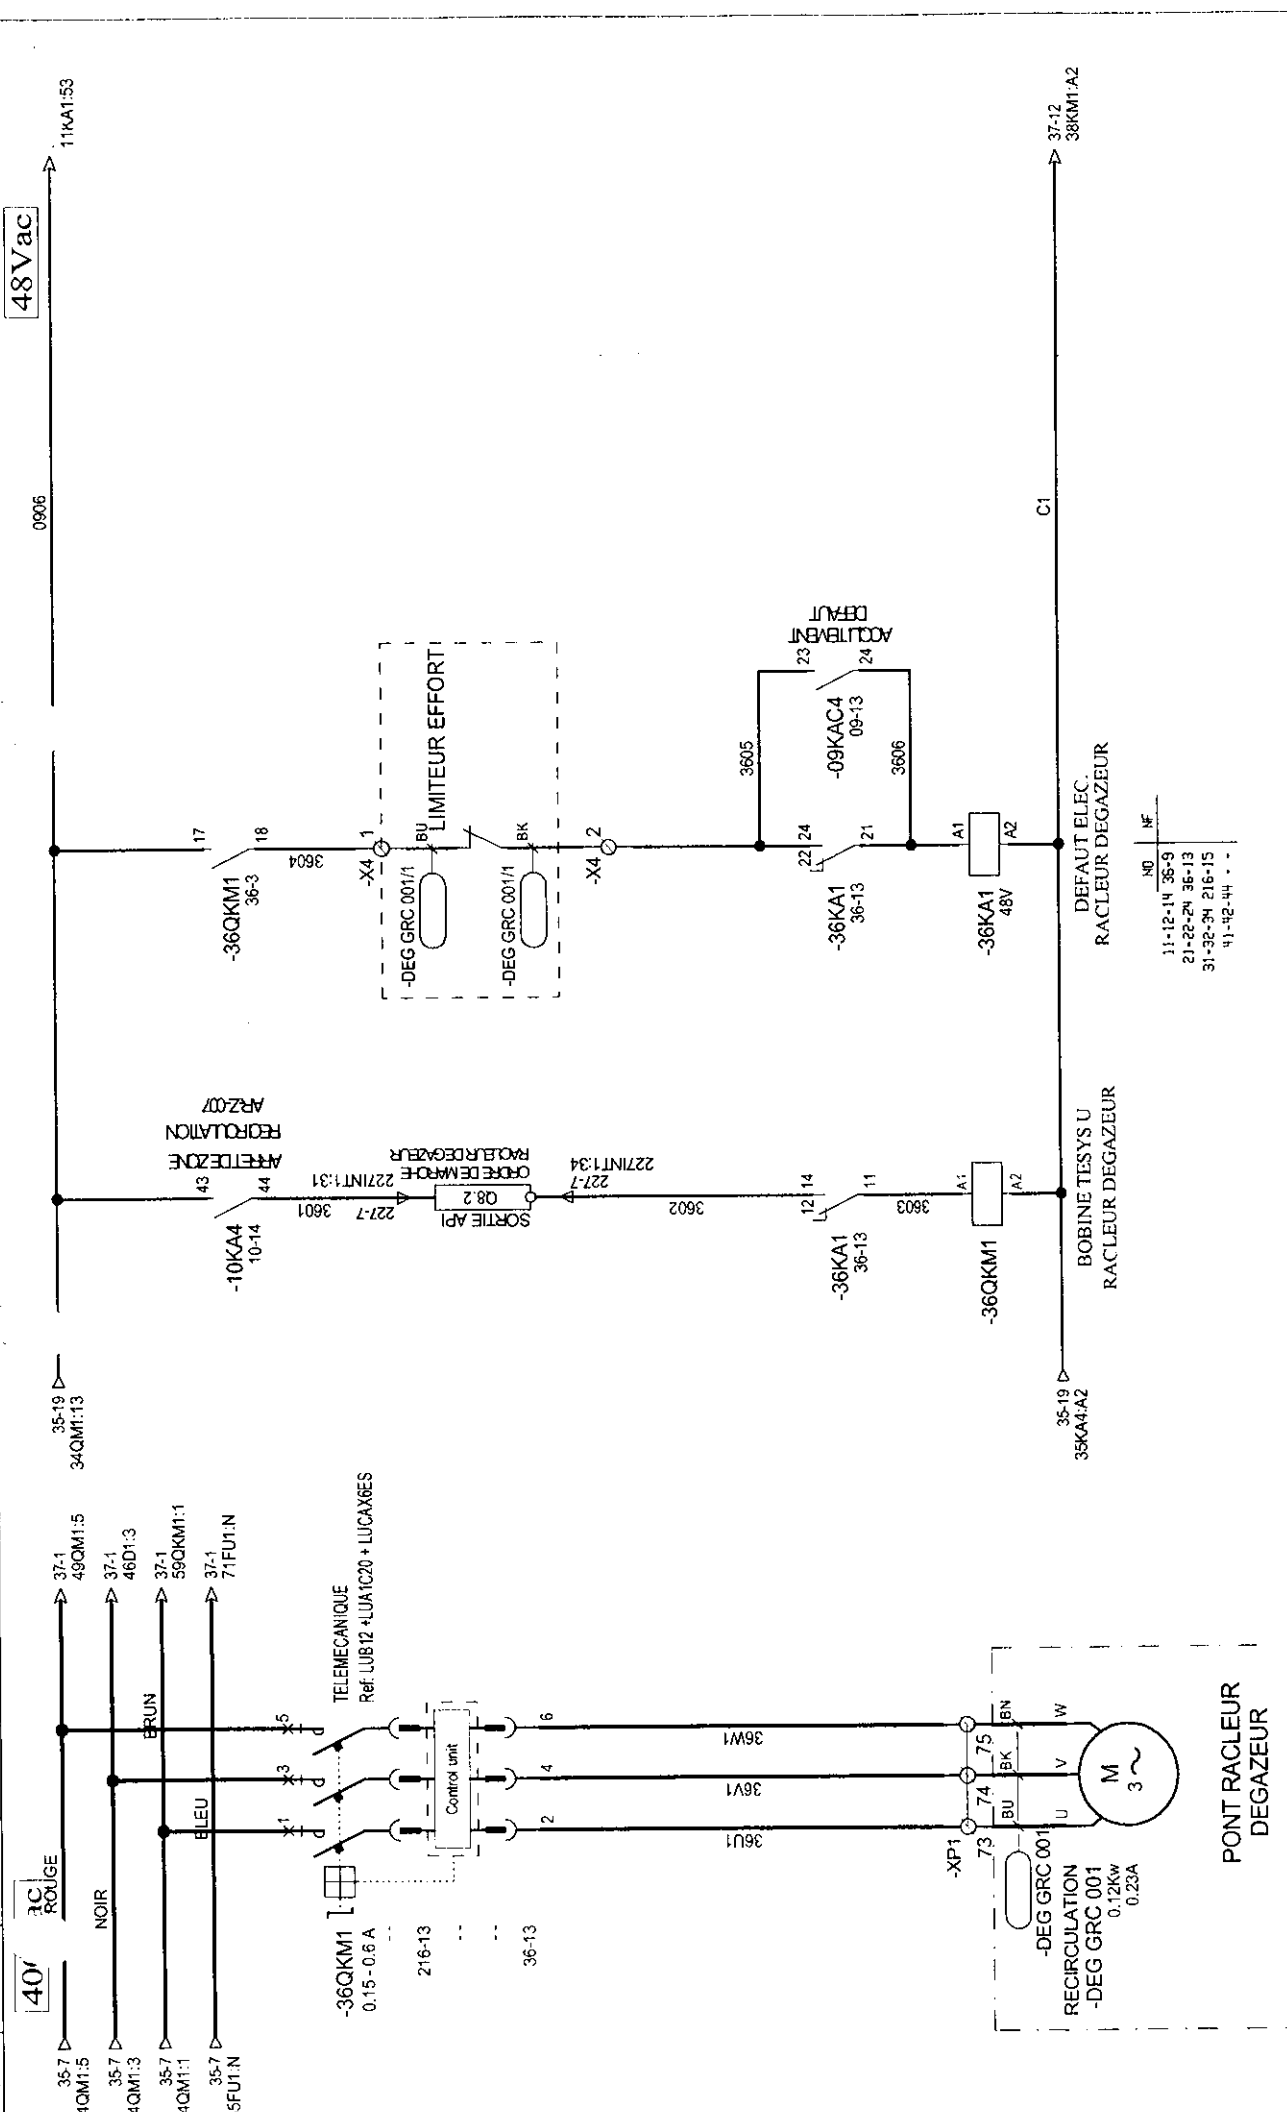 48Vac
0906
11KA1:53
35-19
34QM1:13
ARRET DE ZONE
RECIRCULATION
ARZ-007
43
44
-10KA4
10-14
3601
227-7
227INT1:31
ORDRE DE MARCHE
RACLEUR DEGAZEUR
Q8.2
SORTIE API
227-7
227INT1:34
3602
12
14
11
-36KA1
36-13
3603
A1
A2
-36QKM1
BOBINE TESYS U
RACLEUR DEGAZEUR
35-19
35KA4:A2
17
18
-36QKM1
36-3
3604
-X4
1
BU
LIMITEUR EFFORT
-DEG GRC 001/1
BK
-DEG GRC 001/1
-X4
2
3605
22
24
21
-36KA1
36-13
23
24
-09KAC4
09-13
ACQUITEMENT
DEFAUT
3606
A1
A2
-36KA1
48V
DEFAUT ELEC.
RACLEUR DEGAZEUR
NO
NF
11-12-14 36-9
21-22-24 36-13
31-32-34 216-15
41-42-44 - -
C1
37-12
38KM1:A2
ROUGE
NOIR
BRUN
BLEU
35-7
4QM1:5
35-7
4QM1:3
35-7
4QM1:1
35-7
5FU1:N
37-1
49QM1:5
37-1
46D1:3
37-1
59QKM1:1
37-1
71FU1:N
1
3
5
TELEMECANIQUE
Ref. LUB12 +LUA1C20 + LUCAX6ES
-36QKM1
0.15 - 0.6 A
- -
216-13
- -
- -
36-13
Control unit
2
4
6
36U1
36V1
36W1
-XP1
73
74
75
BU
BK
BN
U
V
W
M
3~
-DEG GRC 001
RECIRCULATION
-DEG GRC 001
0.12Kw
0.23A
PONT RACLEUR
DEGAZEUR